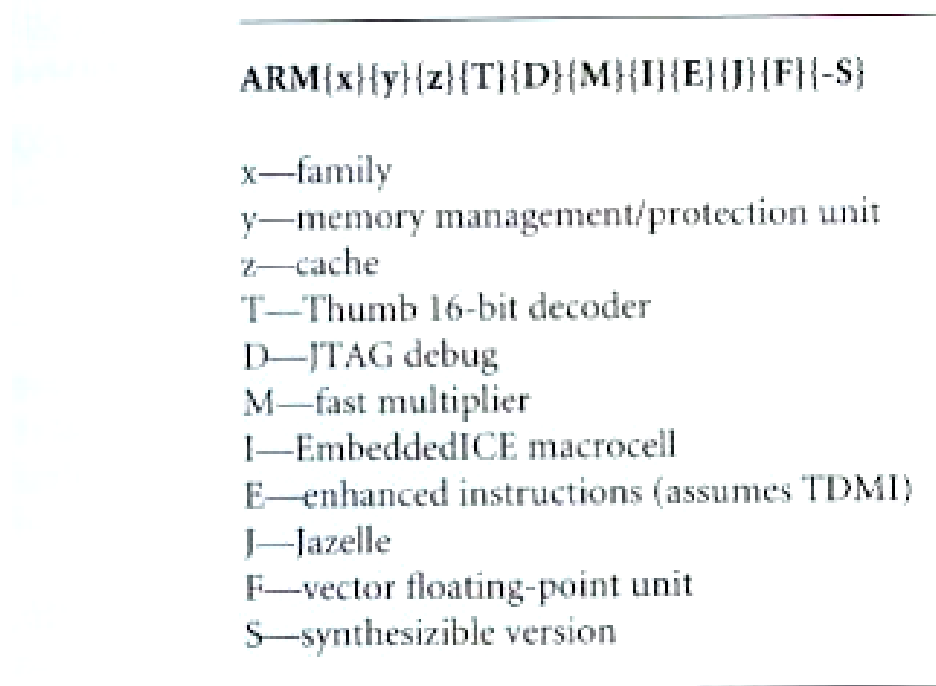 ARM{x}{y}{z}{T}{D}{M}{I}{E}{J}{F}{-S}
x—family
y—memory management/protection unit
z—cache
T—Thumb 16-bit decoder
D—JTAG debug
M—fast multiplier
I—EmbeddedICE macrocell
E—enhanced instructions (assumes TDMI)
J—Jazelle
F—vector floating-point unit
S—synthesizible version